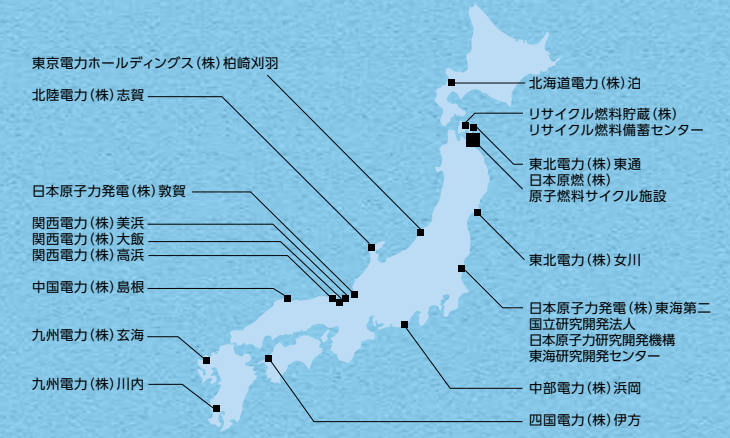 東京電力ホールディングス(株)柏崎刈羽
北陸電力(株)志賀
日本原子力発電(株)敦賀
関西電力(株)美浜
関西電力(株)大飯
関西電力(株)高浜
中国電力(株)島根
九州電力(株)玄海
九州電力(株)川内
北海道電力(株)泊
リサイクル燃料貯蔵(株)
リサイクル燃料備蓄センター
東北電力(株)東通
日本原燃(株)
原子燃料サイクル施設
東北電力(株)女川
日本原子力発電(株)東海第二
国立研究開発法人
日本原子力研究開発機構
東海研究開発センター
中部電力(株)浜岡
四国電力(株)伊方